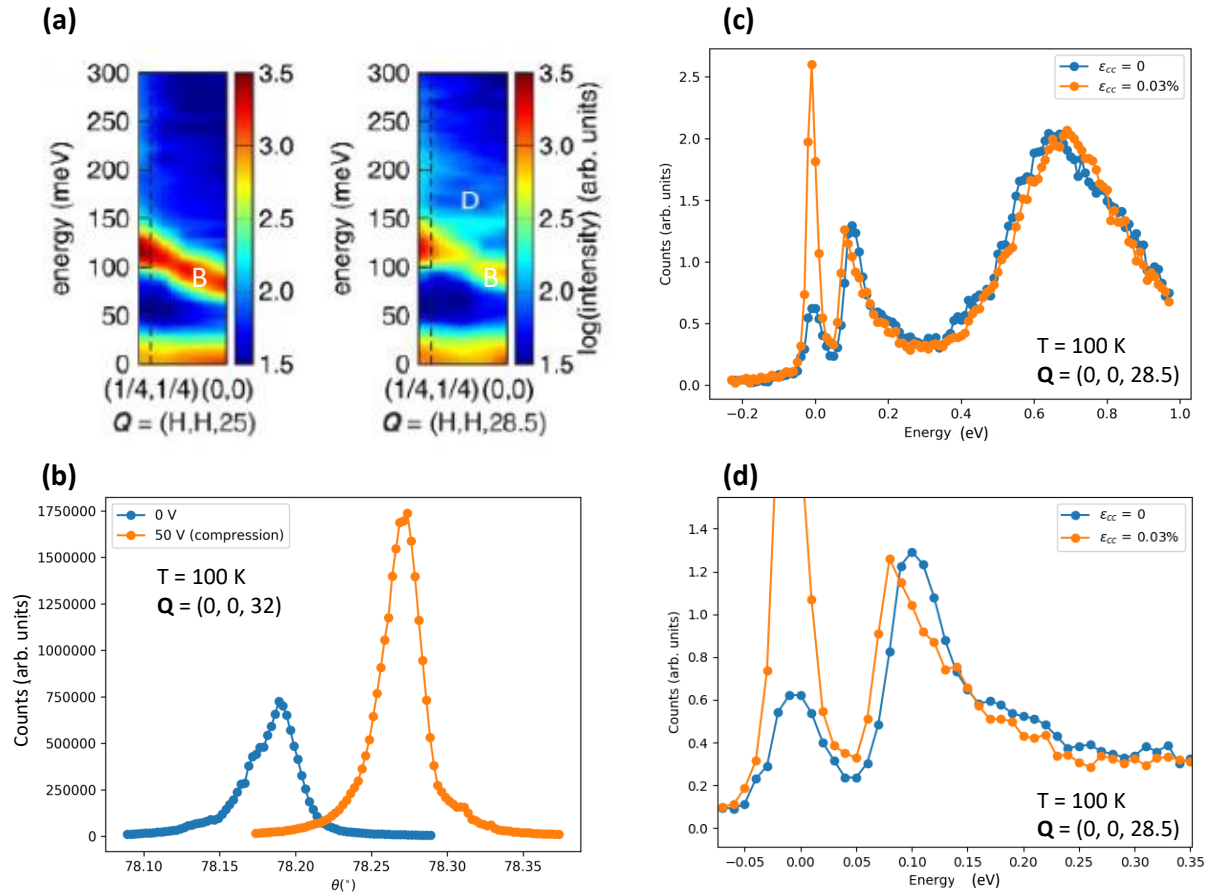 (a)
300
250
200
150
100
50
0
energy (meV)
B
(1/4,1/4) (0,0)
Q = (H,H,25)
3.5
3.0
2.5
2.0
1.5
300
250
200
150
100
50
0
energy (meV)
D
B
(1/4,1/4) (0,0)
Q = (H,H,28.5)
3.5
3.0
2.5
2.0
1.5
log(intensity) (arb. units)
(c)
Counts (arb. units)
2.5
2.0
1.5
1.0
0.5
0.0
εcc = 0
εcc = 0.03%
T = 100 K
Q = (0, 0, 28.5)
−0.2 0.0 0.2 0.4 0.6 0.8 1.0
Energy (eV)
(b)
Counts (arb. units)
1750000
1500000
1250000
1000000
750000
500000
250000
0
0 V
50 V (compression)
T = 100 K
Q = (0, 0, 32)
78.10 78.15 78.20 78.25 78.30 78.35
θ(°)
(d)
Counts (arb. units)
1.4
1.2
1.0
0.8
0.6
0.4
0.2
0.0
εcc = 0
εcc = 0.03%
T = 100 K
Q = (0, 0, 28.5)
−0.05 0.00 0.05 0.10 0.15 0.20 0.25 0.30 0.35
Energy (eV)